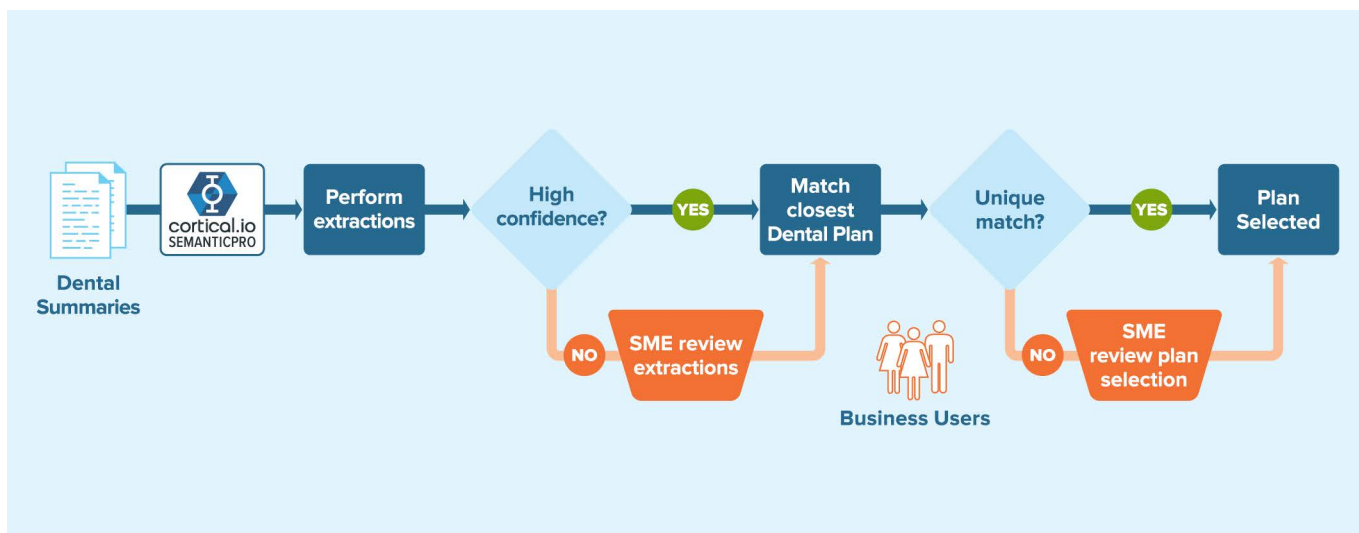 Dental
Summaries
cortical.io
SEMANTICPRO
Perform
extractions
High
confidence?
YES
NO
SME review
extractions
Match
closest
Dental Plan
Business Users
Unique
match?
YES
NO
SME
review plan
selection
Plan
Selected